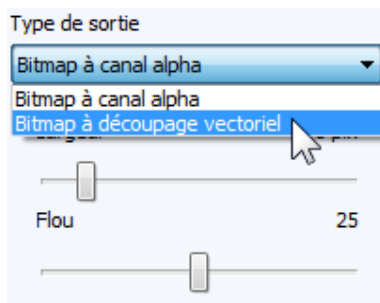 Type de sortie
Bitmap à canal alpha
Bitmap à canal alpha
Bitmap à découpage vectoriel
Flou 25